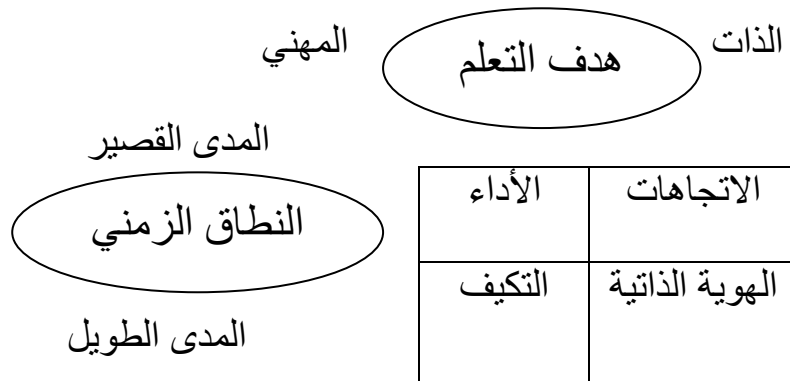 الذات
هدف التعلم
المهني
المدى القصير
الاتجاهات
الأداء
النطاق الزمني
الهوية الذاتية
التكيف
المدى الطويل